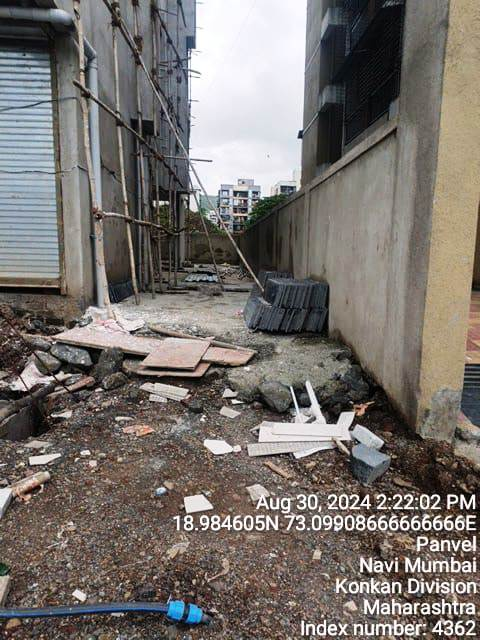 Aug 30, 2024 2:22:02 PM
18.984605N 73.09908666666666E
Panvel
Navi Mumbai
Konkan Division
Maharashtra
Index number: 4362